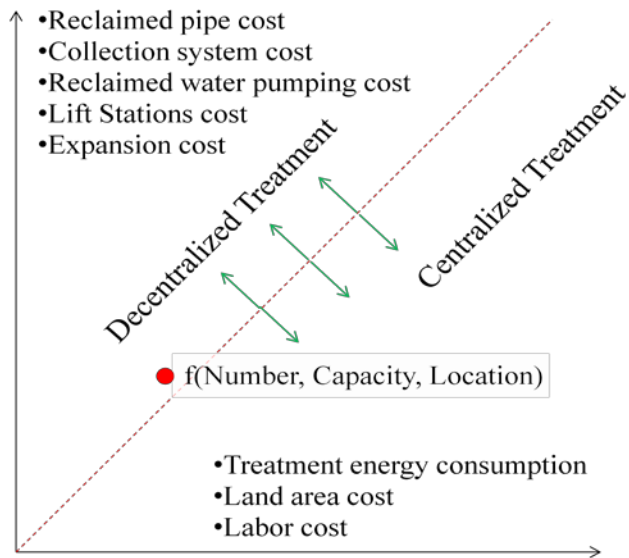 •Reclaimed pipe cost
•Collection system cost
•Reclaimed water pumping cost
•Lift Stations cost
•Expansion cost
Decentralized Treatment
Centralized Treatment
f(Number, Capacity, Location)
•Treatment energy consumption
•Land area cost
•Labor cost